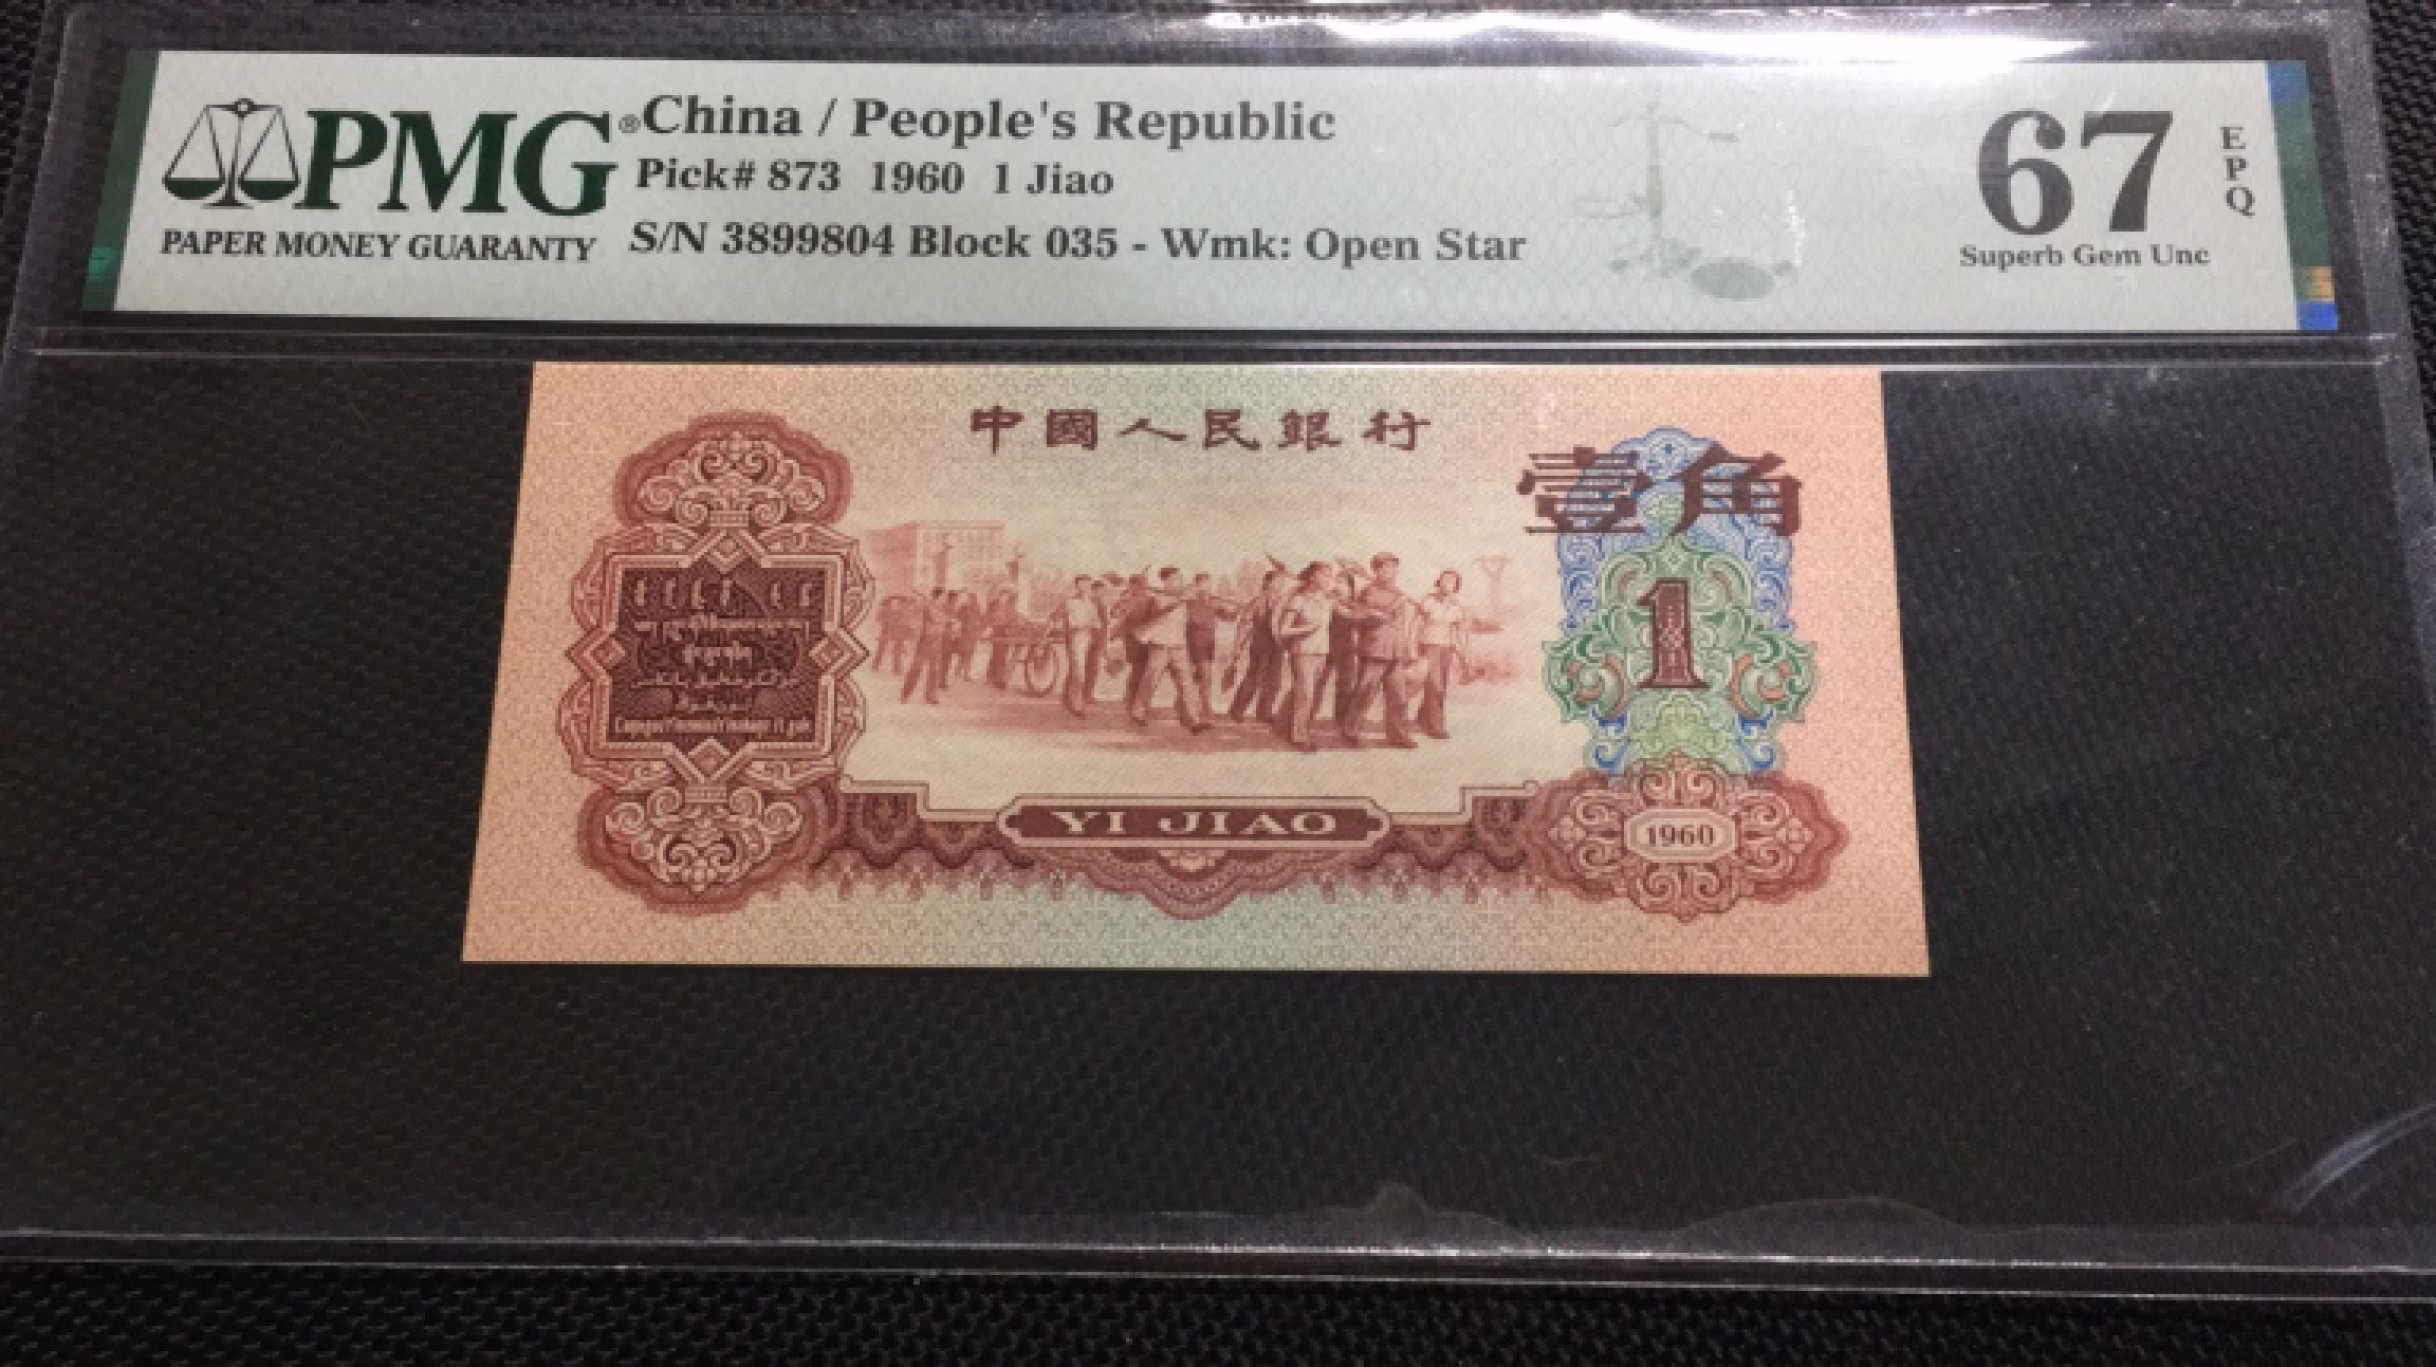 PMG® China / People's Republic
Pick# 873 1960 1 Jiao
PAPER MONEY GUARANTY
S/N 3899804 Block 035 - Wmk: Open Star
67
EPQ
Superb Gem Unc
中國人民銀行
壹角
1
YI JIAO
1960